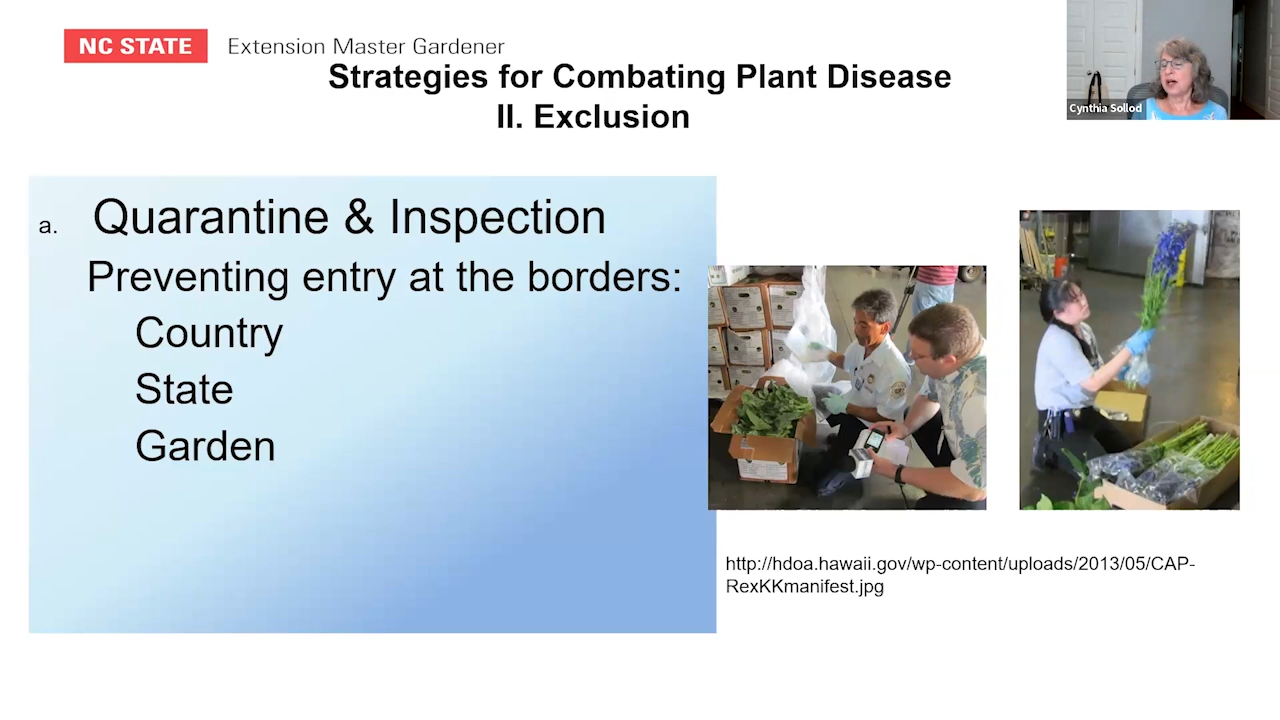 NC STATE Extension Master Gardener
Strategies for Combating Plant Disease
II. Exclusion
Cynthia Sollod
a. Quarantine & Inspection
Preventing entry at the borders:
Country
State
Garden
http://hdoa.hawaii.gov/wp-content/uploads/2013/05/CAP-
RexKKmanifest.jpg